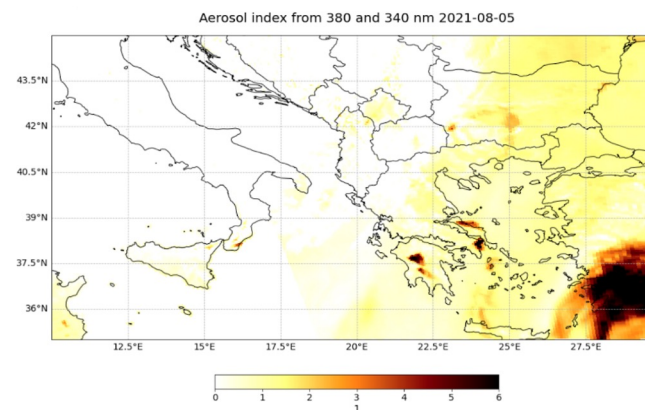 Aerosol index from 380 and 340 nm 2021-08-05
43.5°N
42°N
40.5°N
39°N
37.5°N
36°N
12.5°E 15°E 17.5°E 20°E 22.5°E 25°E 27.5°E
0 1 2 3 4 5 6
1